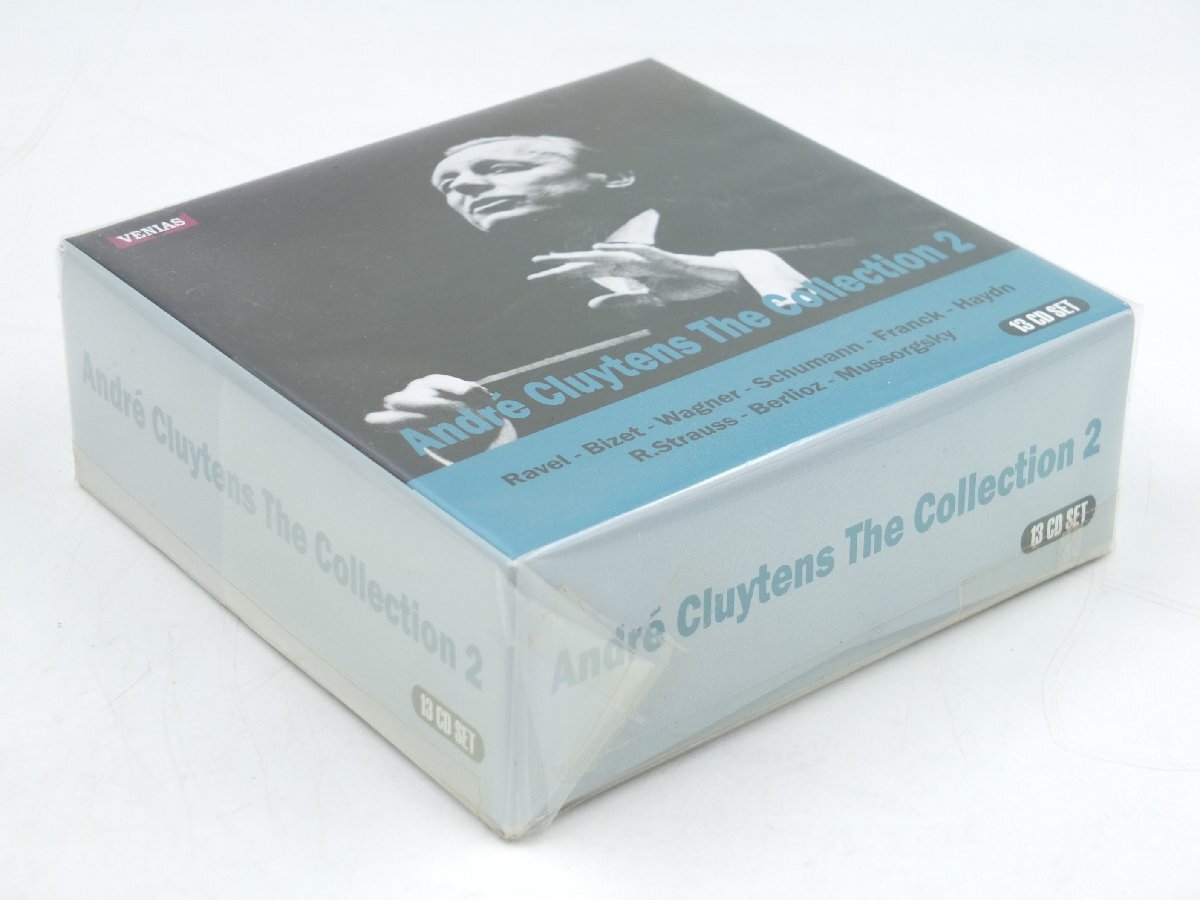 VENIAS
André Cluytens The Collection 2
Ravel - Bizet - Wagner - Schumann - Franck - Haydn
R.Strauss - Berlioz - Mussorgsky
13 CD SET
André Cluytens The Collection 2
13 CD SET
André Cluytens The Collection 2
13 CD SET